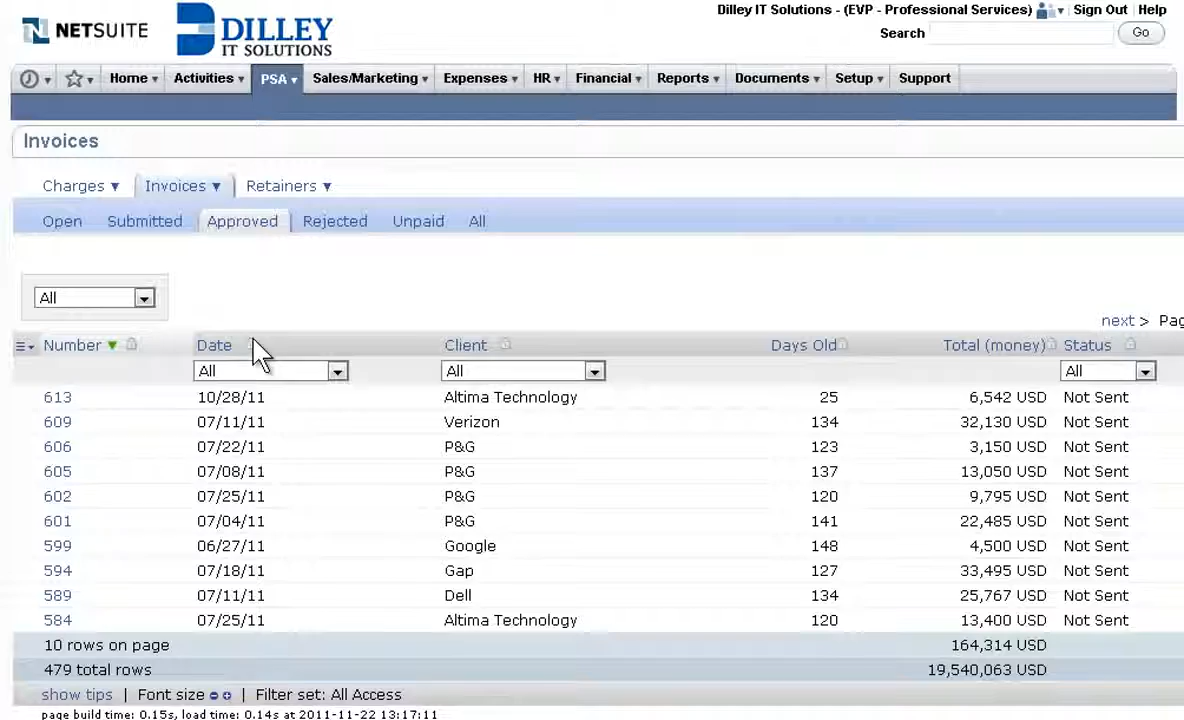 NETSUITE DILLEY IT SOLUTIONS Dilley IT Solutions - (EVP - Professional Services) Sign Out Help
Search Go
Home Activities PSA Sales/Marketing Expenses HR Financial Reports Documents Setup Support
Invoices
Charges Invoices Retainers
Open Submitted Approved Rejected Unpaid All
All
next > Pag
Number Date Client Days Old Total (money) Status
All All All
613 10/28/11 Altima Technology 25 6,542 USD Not Sent
609 07/11/11 Verizon 134 32,130 USD Not Sent
606 07/22/11 P&G 123 3,150 USD Not Sent
605 07/08/11 P&G 137 13,050 USD Not Sent
602 07/25/11 P&G 120 9,795 USD Not Sent
601 07/04/11 P&G 141 22,485 USD Not Sent
599 06/27/11 Google 148 4,500 USD Not Sent
594 07/18/11 Gap 127 33,495 USD Not Sent
589 07/11/11 Dell 134 25,767 USD Not Sent
584 07/25/11 Altima Technology 120 13,400 USD Not Sent
10 rows on page 164,314 USD
479 total rows 19,540,063 USD
show tips | Font size | Filter set: All Access
page build time: 0.15s, load time: 0.14s at 2011-11-22 13:17:11